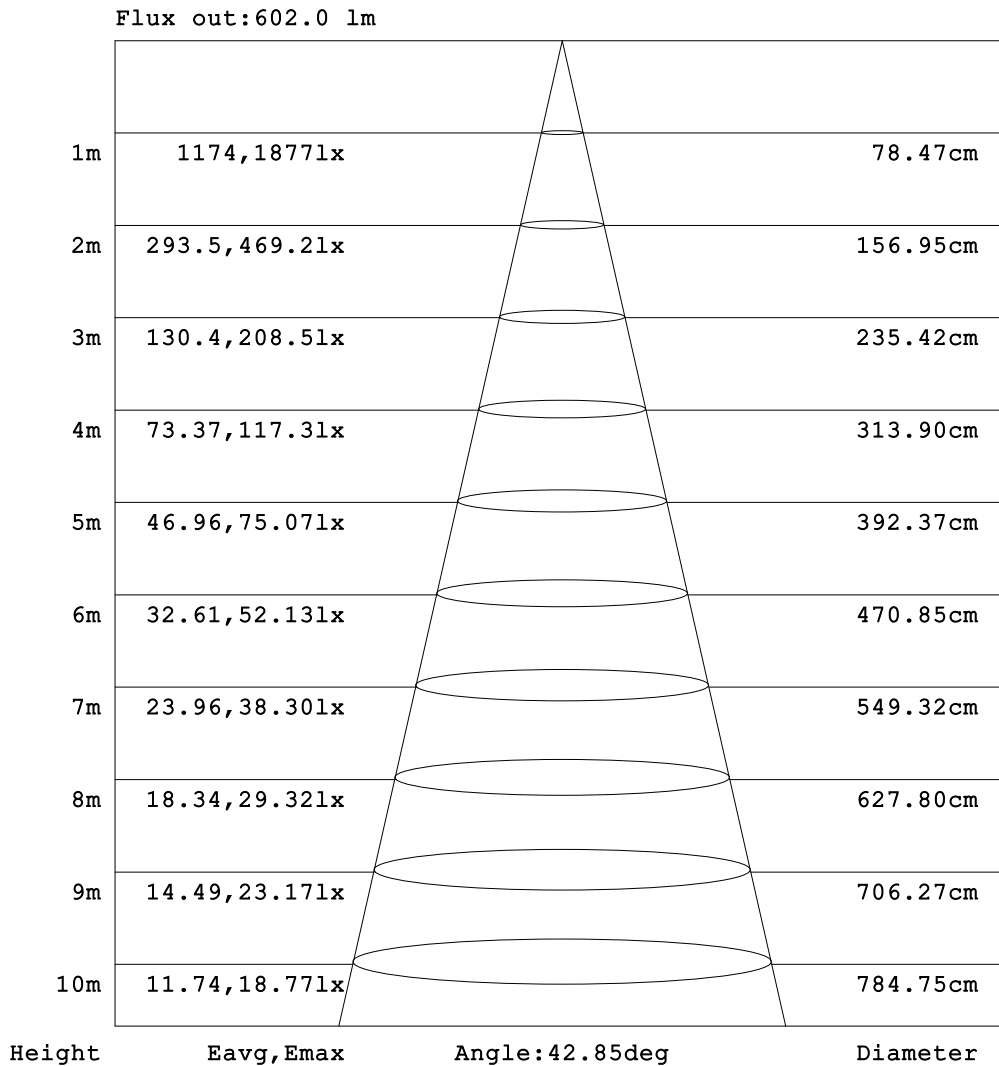 Flux out:602.0 lm
1m 1174,1877lx 78.47cm
2m 293.5,469.2lx 156.95cm
3m 130.4,208.5lx 235.42cm
4m 73.37,117.3lx 313.90cm
5m 46.96,75.07lx 392.37cm
6m 32.61,52.13lx 470.85cm
7m 23.96,38.30lx 549.32cm
8m 18.34,29.32lx 627.80cm
9m 14.49,23.17lx 706.27cm
10m 11.74,18.77lx 784.75cm
Height Eavg,Emax Angle:42.85deg Diameter